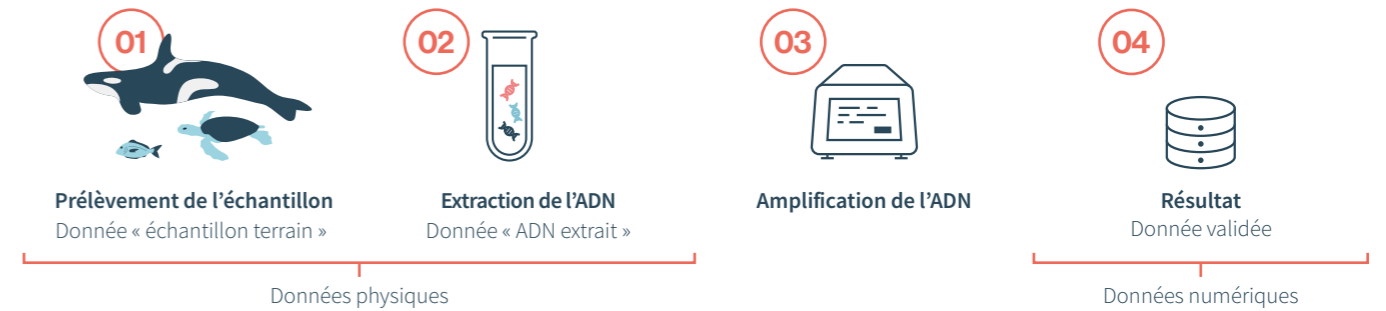 01
02
03
04
Prélèvement de l’échantillon
Donnée « échantillon terrain »
Extraction de l’ADN
Donnée « ADN extrait »
Amplification de l’ADN
Résultat
Donnée validée
Données physiques
Données numériques